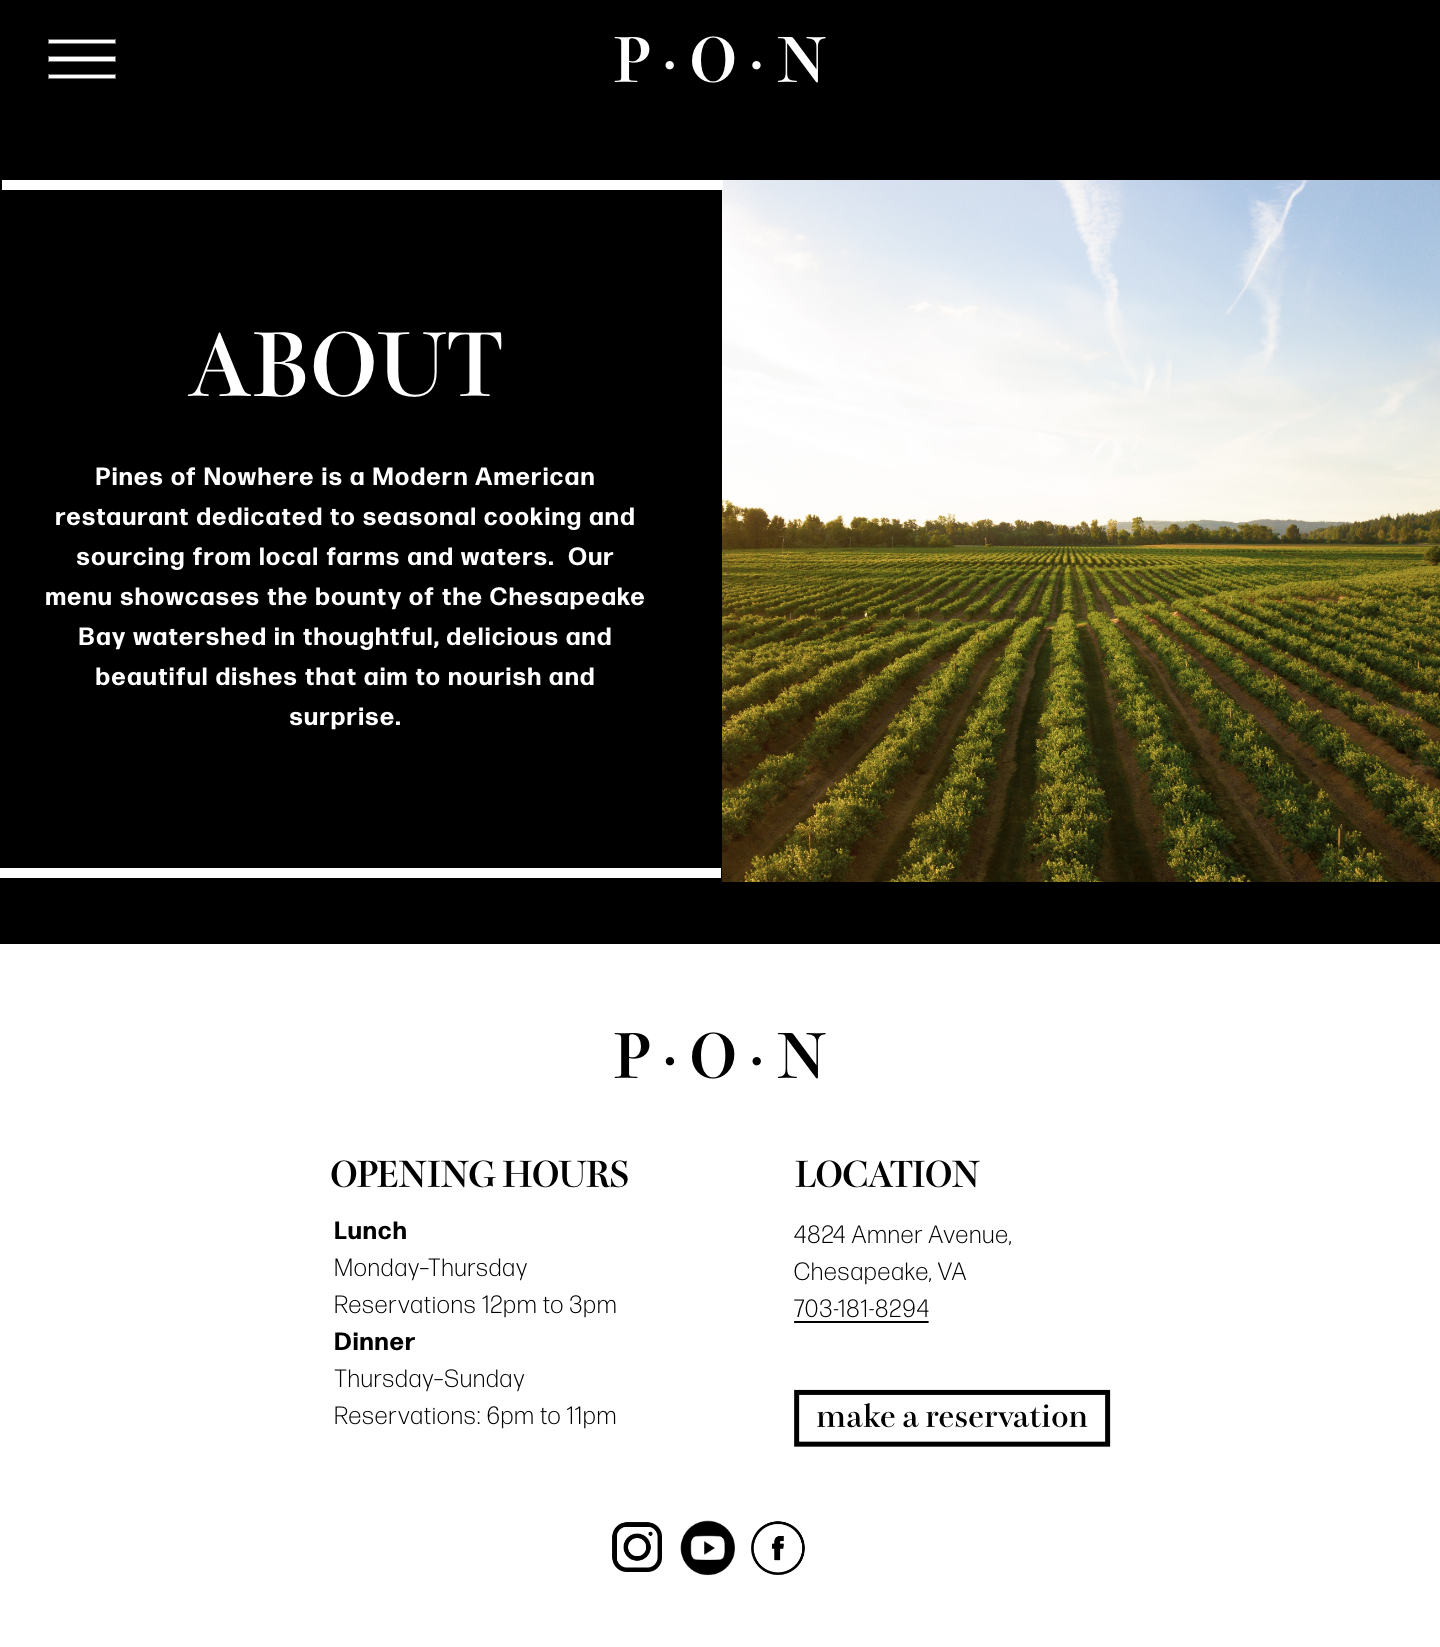 P · O · N
ABOUT
Pines of Nowhere is a Modern American
restaurant dedicated to seasonal cooking and
sourcing from local farms and waters.  Our
menu showcases the bounty of the Chesapeake
Bay watershed in thoughtful, delicious and
beautiful dishes that aim to nourish and
surprise.
P · O · N
OPENING HOURS
Lunch
Monday–Thursday
Reservations 12pm to 3pm
Dinner
Thursday–Sunday
Reservations: 6pm to 11pm
LOCATION
4824 Amner Avenue,
Chesapeake, VA
703-181-8294
make a reservation